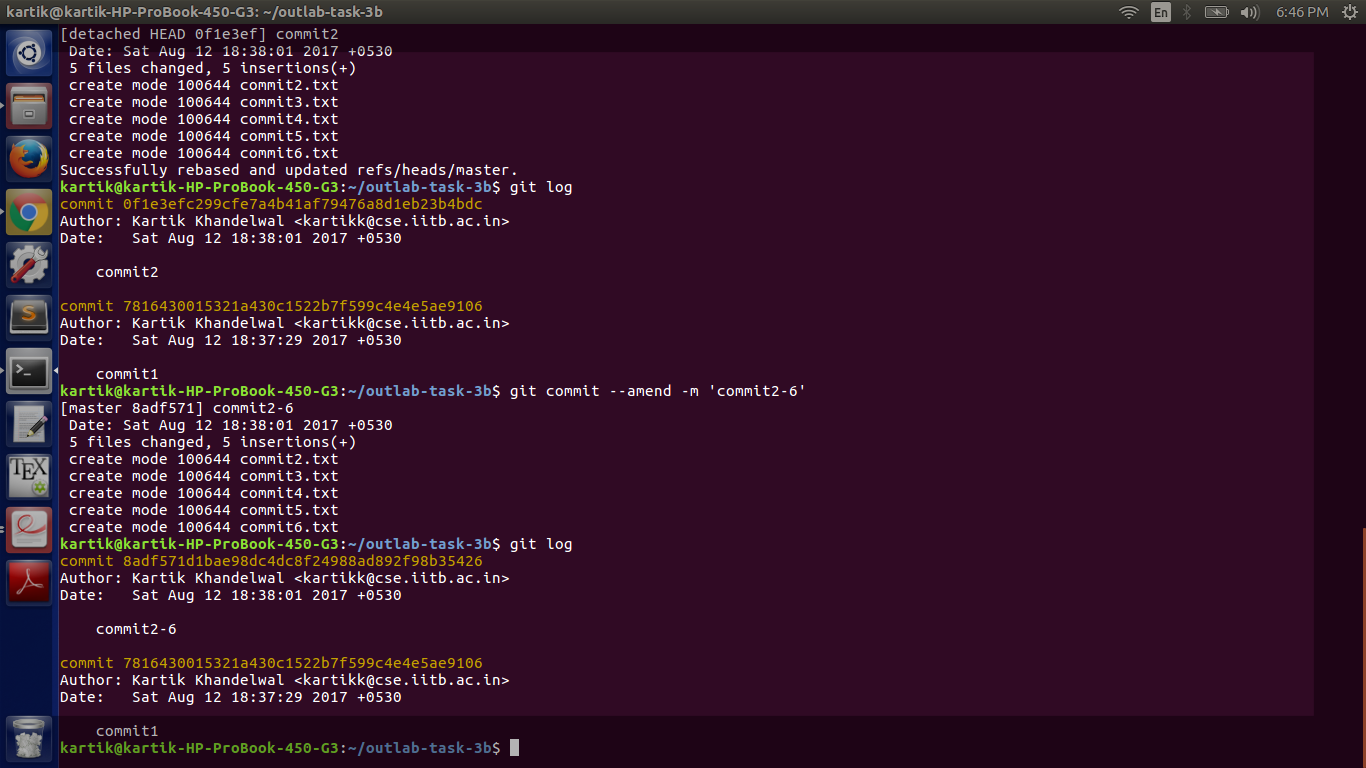 kartik@kartik-HP-ProBook-450-G3: ~/outlab-task-3b
En
6:46 PM
[detached HEAD 0f1e3ef] commit2
 Date: Sat Aug 12 18:38:01 2017 +0530
 5 files changed, 5 insertions(+)
 create mode 100644 commit2.txt
 create mode 100644 commit3.txt
 create mode 100644 commit4.txt
 create mode 100644 commit5.txt
 create mode 100644 commit6.txt
Successfully rebased and updated refs/heads/master.
kartik@kartik-HP-ProBook-450-G3:~/outlab-task-3b$ git log
commit 0f1e3efc299cfe7a4b41af79476a8d1eb23b4bdc
Author: Kartik Khandelwal <kartikk@cse.iitb.ac.in>
Date:   Sat Aug 12 18:38:01 2017 +0530
    commit2
commit 7816430015321a430c1522b7f599c4e4e5ae9106
Author: Kartik Khandelwal <kartikk@cse.iitb.ac.in>
Date:   Sat Aug 12 18:37:29 2017 +0530
    commit1
kartik@kartik-HP-ProBook-450-G3:~/outlab-task-3b$ git commit --amend -m 'commit2-6'
[master 8adf571] commit2-6
 Date: Sat Aug 12 18:38:01 2017 +0530
 5 files changed, 5 insertions(+)
 create mode 100644 commit2.txt
 create mode 100644 commit3.txt
 create mode 100644 commit4.txt
 create mode 100644 commit5.txt
 create mode 100644 commit6.txt
kartik@kartik-HP-ProBook-450-G3:~/outlab-task-3b$ git log
commit 8adf571d1bae98dc4dc8f24988ad892f98b35426
Author: Kartik Khandelwal <kartikk@cse.iitb.ac.in>
Date:   Sat Aug 12 18:38:01 2017 +0530
    commit2-6
commit 7816430015321a430c1522b7f599c4e4e5ae9106
Author: Kartik Khandelwal <kartikk@cse.iitb.ac.in>
Date:   Sat Aug 12 18:37:29 2017 +0530
    commit1
kartik@kartik-HP-ProBook-450-G3:~/outlab-task-3b$
S
TEX